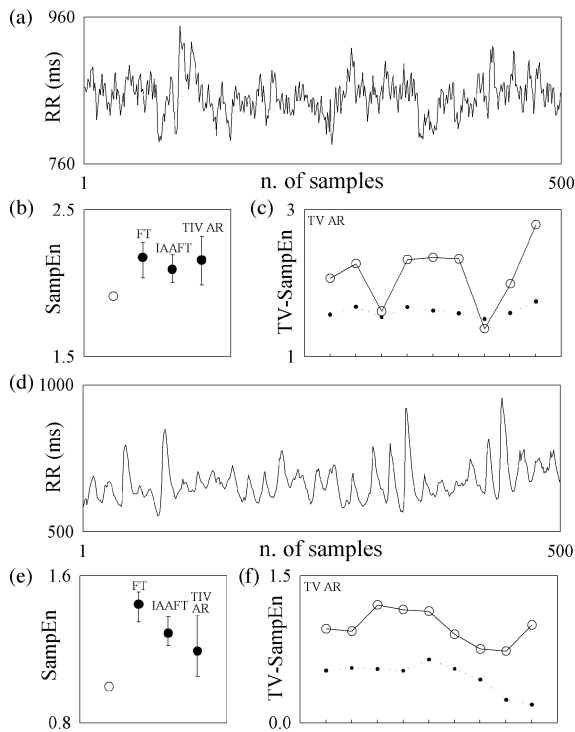 (a)
960
RR (ms)
760
1
n. of samples
500
(b)
2.5
SampEn
1.5
FT
IAAFT
TIV AR
(c)
3
TV-SampEn
1
TV AR
(d)
1000
RR (ms)
500
1
n. of samples
500
(e)
1.6
SampEn
0.8
FT
IAAFT
TIV
AR
(f)
1.5
TV-SampEn
0.0
TV AR